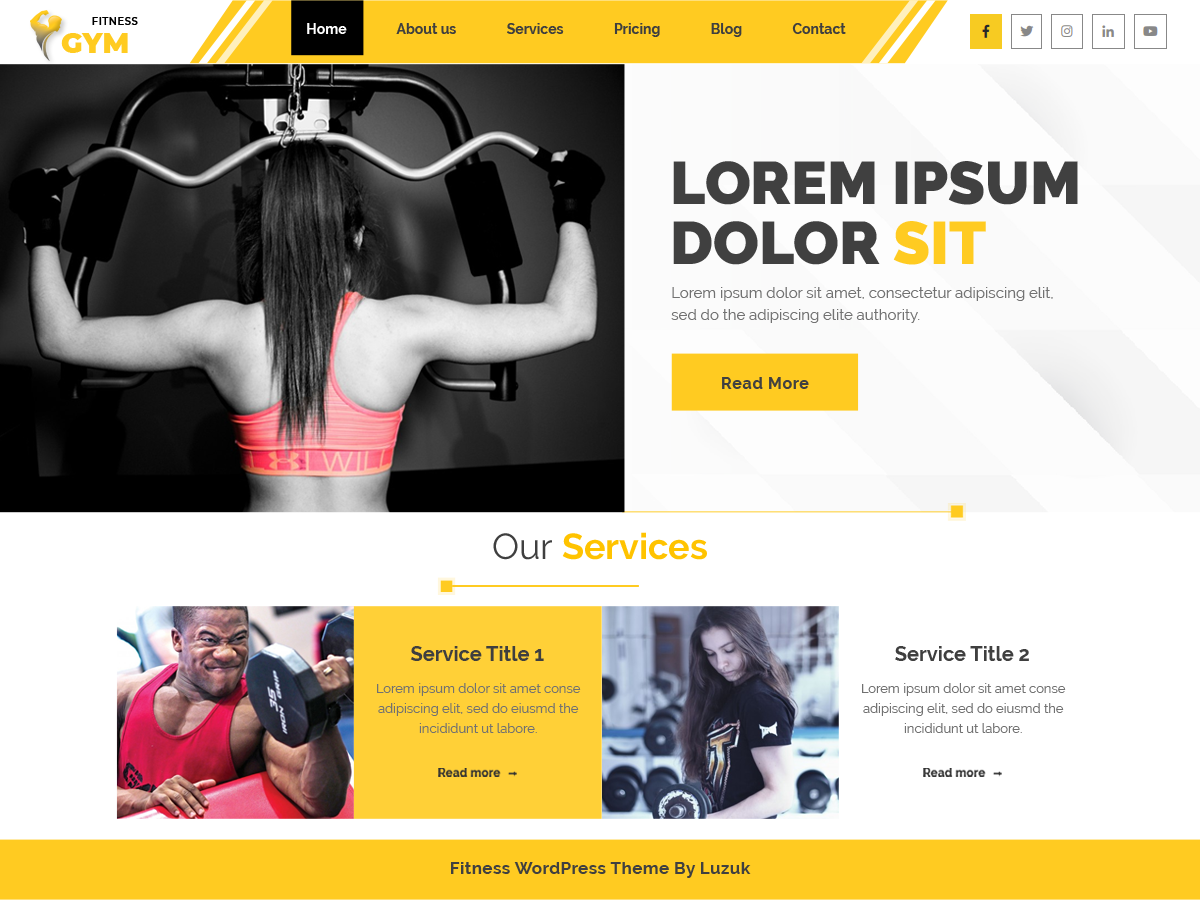 FITNESS
GYM
Home
About us
Services
Pricing
Blog
Contact
LOREM IPSUM
DOLOR SIT
Lorem ipsum dolor sit amet, consectetur adipiscing elit,
sed do the adipiscing elite authority.
Read More
WILL
Our Services
35
IRON GRIP
Service Title 1
Lorem ipsum dolor sit amet conse
adipiscing elit, sed do eiusmd the
incididunt ut labore.
Read more
Service Title 2
Lorem ipsum dolor sit amet conse
adipiscing elit, sed do eiusmd the
incididunt ut labore.
Read more
Fitness WordPress Theme By Luzuk